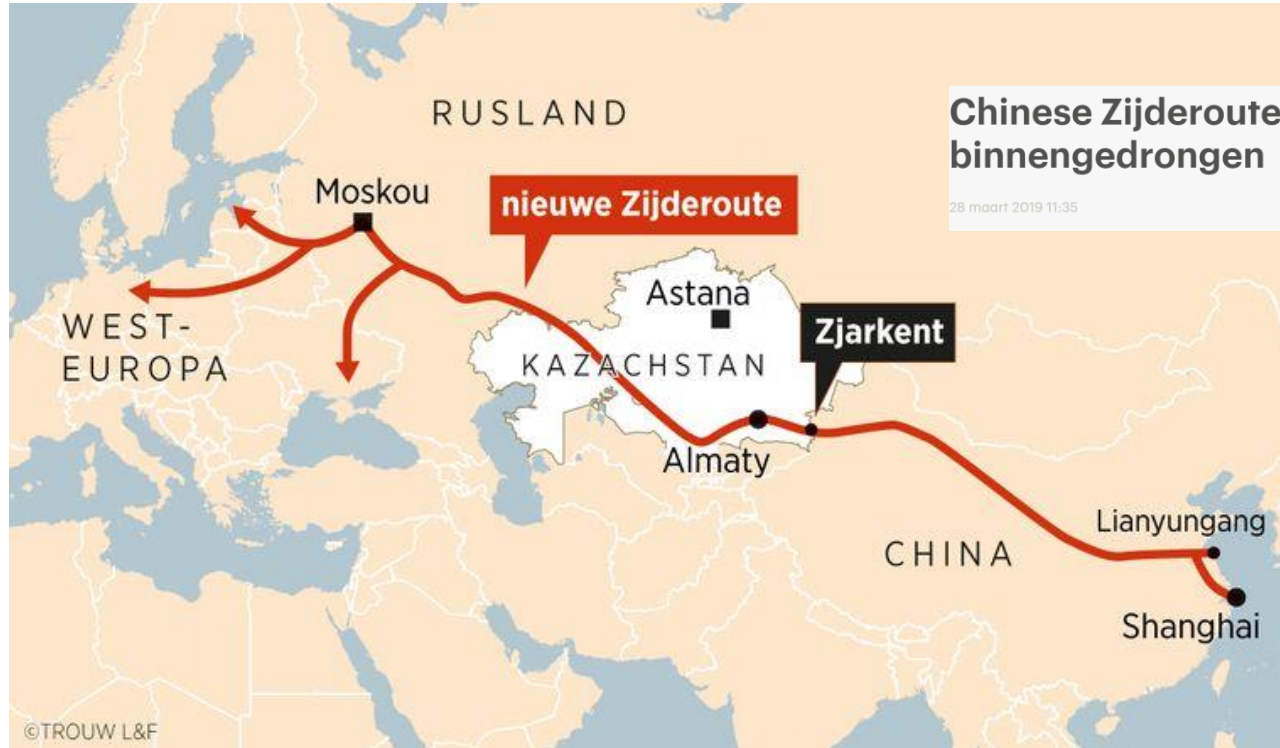 Chinese Zijderoute
binnengedrongen
28 maart 2019 11:35
RUSLAND
Moskou
nieuwe Zijderoute
Astana
Zjarkent
WEST-
EUROPA
KAZACHSTAN
Almaty
Lianyungang
CHINA
Shanghai
©TROUW L&F